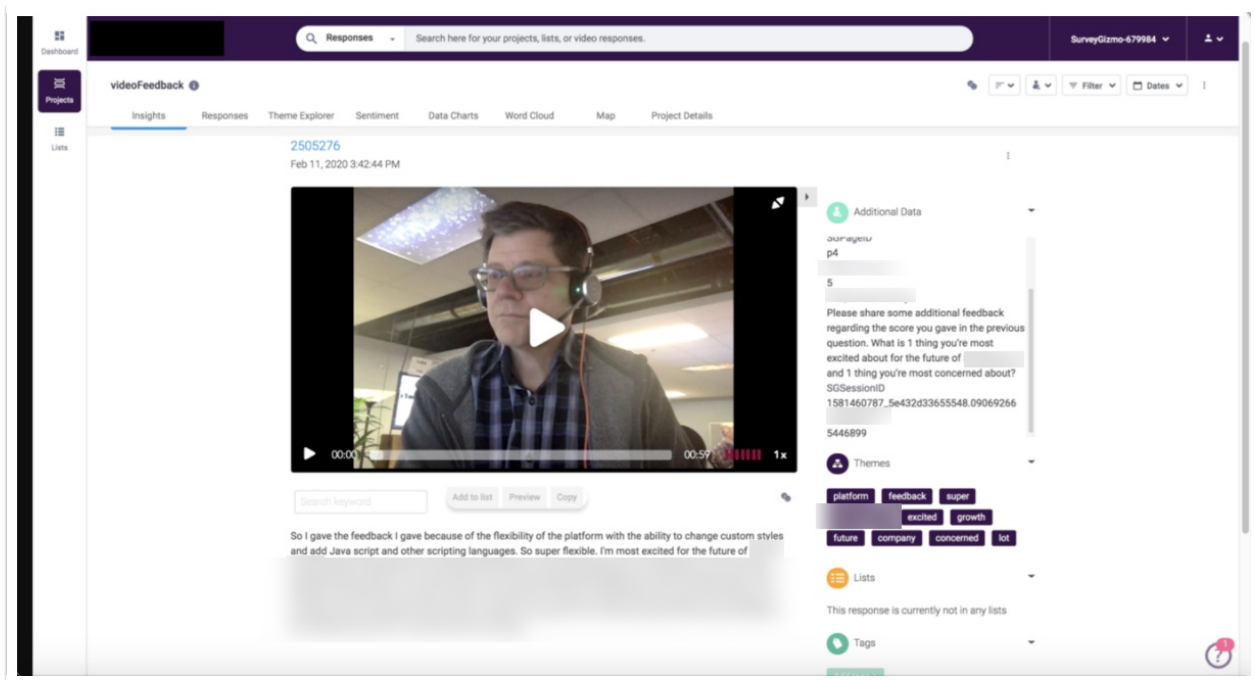 Dashboard
Responses
Search here for your projects, lists, or video responses.
SurveyGizmo-679984
Projects
videoFeedback
Filter
Dates
Insights
Responses
Theme Explorer
Sentiment
Data Charts
Word Cloud
Map
Project Details
Lists
2505276
Feb 11, 2020 3:42:44 PM
Additional Data
SGPageID
p4
5
Please share some additional feedback
regarding the score you gave in the previous
question. What is 1 thing you're most
excited about for the future of
and 1 thing you're most concerned about?
SGSessionID
1581460787_5e432d33655548.09069266
5446899
00:00
00:59
1x
Themes
platform feedback super
excited growth
future company concerned lot
Search keyword
Add to list
Preview
Copy
So I gave the feedback I gave because of the flexibility of the platform with the ability to change custom styles
and add Java script and other scripting languages. So super flexible. I'm most excited for the future of
Lists
This response is currently not in any lists
Tags
1
?